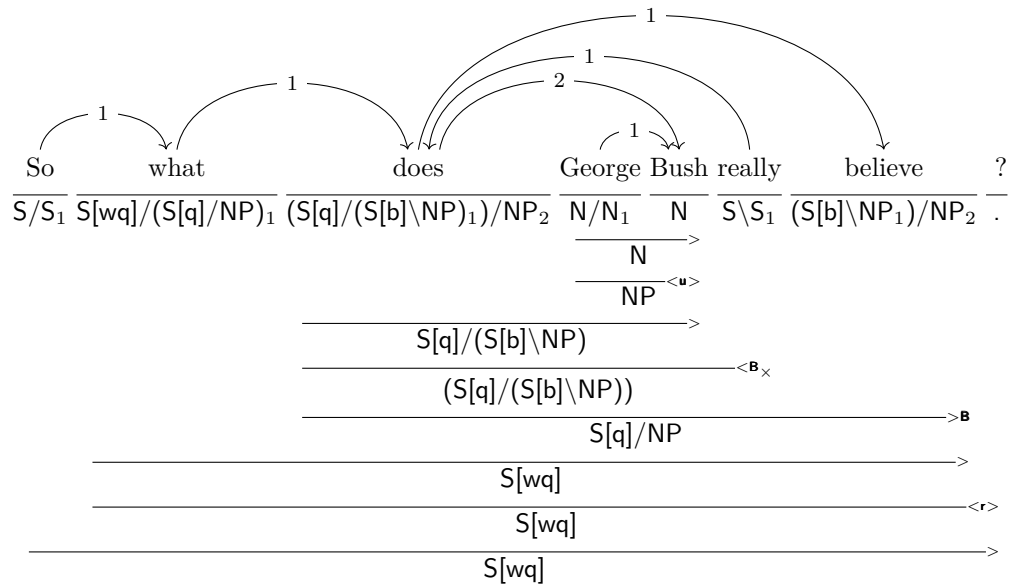 1
1
1
2
1
1
So what does George Bush really believe ?
S/S₁ S[wq]/(S[q]/NP)₁ (S[q]/(S[b]\NP)₁)/NP₂ N/N₁ N S\S₁ (S[b]\NP₁)/NP₂ .
>
N
<u>
NP
>
S[q]/(S[b]\NP)
<B×
(S[q]/(S[b]\NP))
>B
S[q]/NP
>
S[wq]
<r>
S[wq]
>
S[wq]